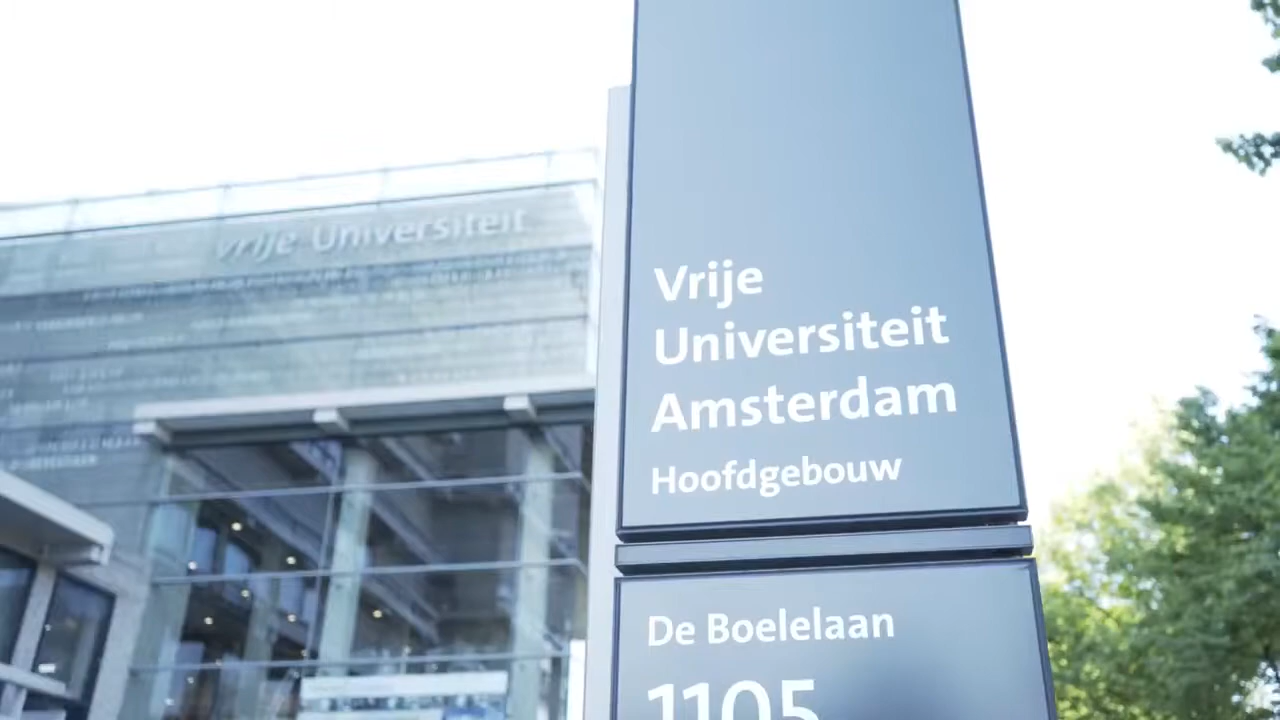 vrije Universiteit
Vrije
Universiteit
Amsterdam
Hoofdgebouw
De Boelelaan
1105